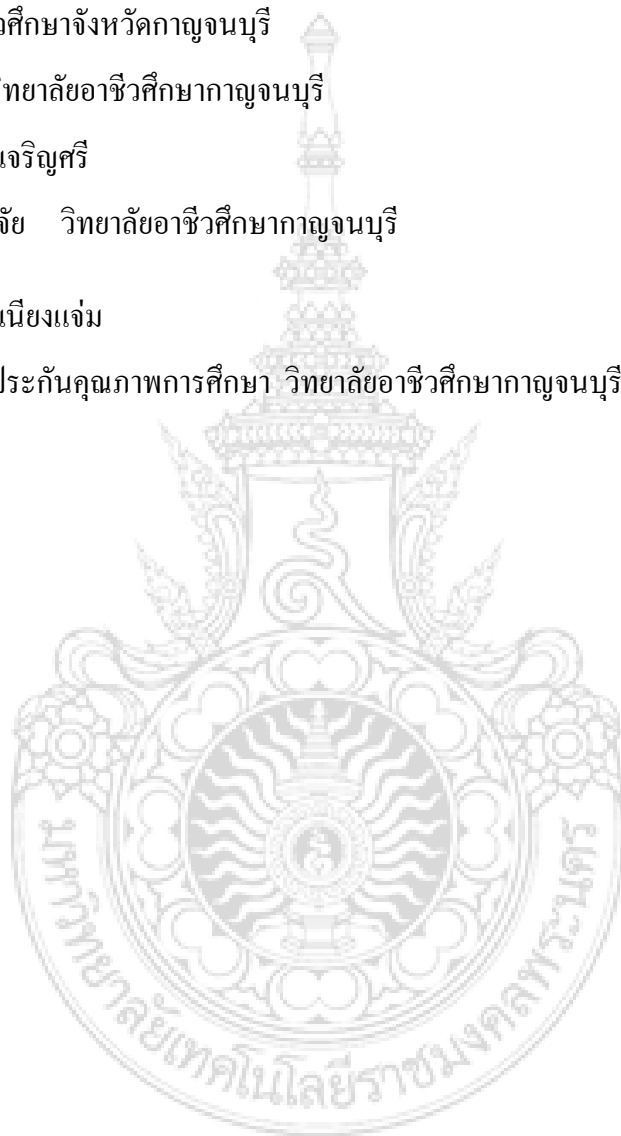 วศึกษาจังหวัดกาญจนบุรี
วิทยาลัยอาชีวศึกษากาญจนบุรี
นเจริญศรี
จัย วิทยาลัยอาชีวศึกษากาญจนบุรี
นเนียงแจ่ม
ประกันคุณภาพการศึกษา วิทยาลัยอาชีวศึกษากาญจนบุรี
มหาวิทยาลัยเทคโนโลยีราชมงคลพระนคร